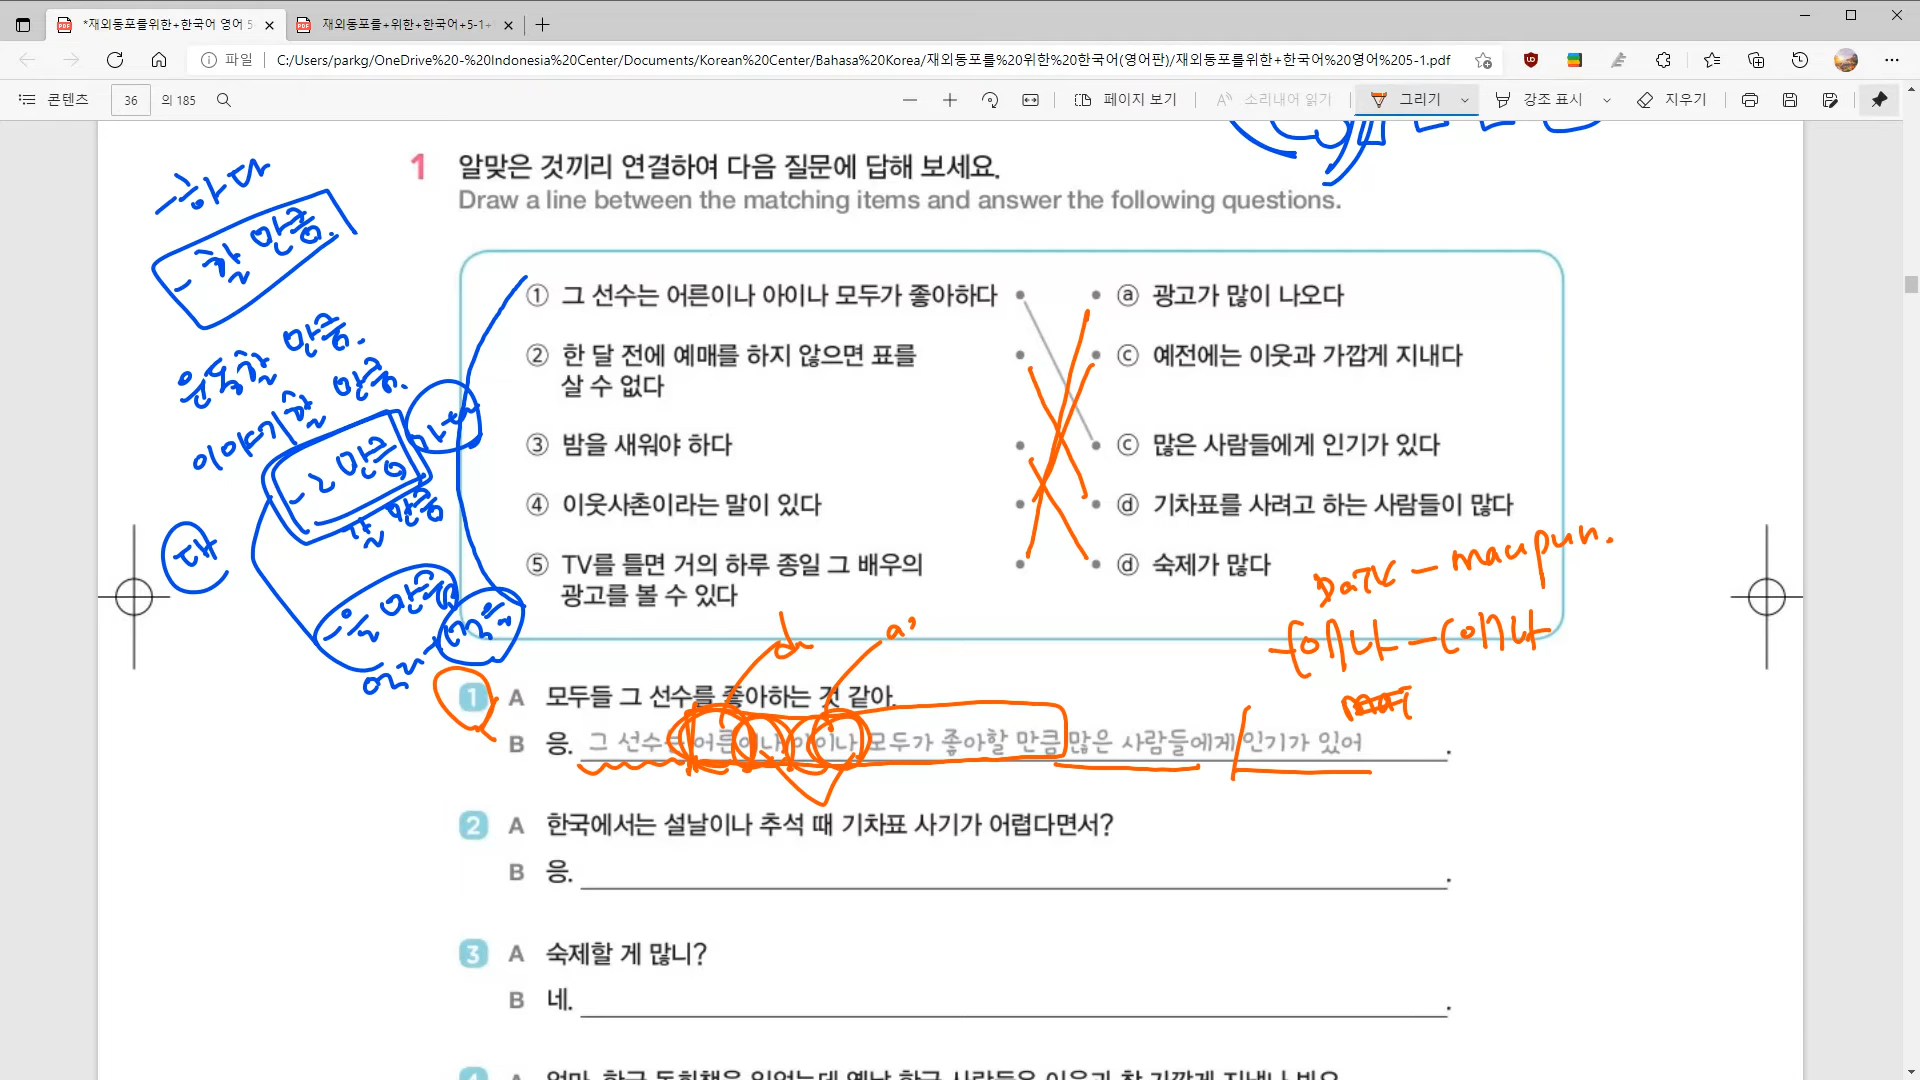 *재외동포를위한+한국어 영어 5
재외동포를+위한+한국어+5-1+
파일
C:/Users/parkg/OneDrive%20-%20Indonesia%20Center/Documents/Korean%20Center/Bahasa%20Korea/재외동포를%20위한%20한국어(영어판)/재외동포를위한+한국어%20영어%205-1.pdf
콘텐츠 36 의 185 페이지 보기 소리내어 읽기 그리기 강조 표시 지우기
1 알맞은 것끼리 연결하여 다음 질문에 답해 보세요.
Draw a line between the matching items and answer the following questions.
-하다
-할 만큼.
운동할 만큼.
이야기할 만큼.
-ㄹ 만큼
갈 만큼
-을 만큼
① 그 선수는 어른이나 아이나 모두가 좋아하다
ⓐ 광고가 많이 나오다
② 한 달 전에 예매를 하지 않으면 표를
살 수 없다
ⓒ 예전에는 이웃과 가깝게 지내다
③ 밤을 새워야 하다
ⓒ 많은 사람들에게 인기가 있다
④ 이웃사촌이라는 말이 있다
ⓓ 기차표를 사려고 하는 사람들이 많다
⑤ TV를 틀면 거의 하루 종일 그 배우의
광고를 볼 수 있다
ⓓ 숙제가 많다
baik - maupun.
-(이)나 -(이)나
d
a
1 A 모두들 그 선수를 좋아하는 것 같아.
B 응. 그 선수는 어른이나 아이나 모두가 좋아할 만큼 많은 사람들에게 인기가 있어.
2 A 한국에서는 설날이나 추석 때 기차표 사기가 어렵다면서?
B 응. .
3 A 숙제할 게 많니?
B 네. .